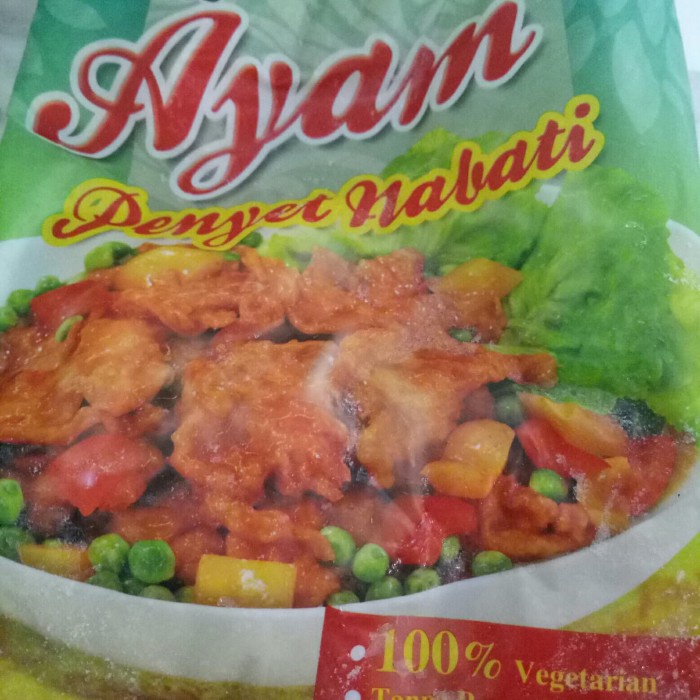 Ayam
Penyet Nabati
100% Vegetarian